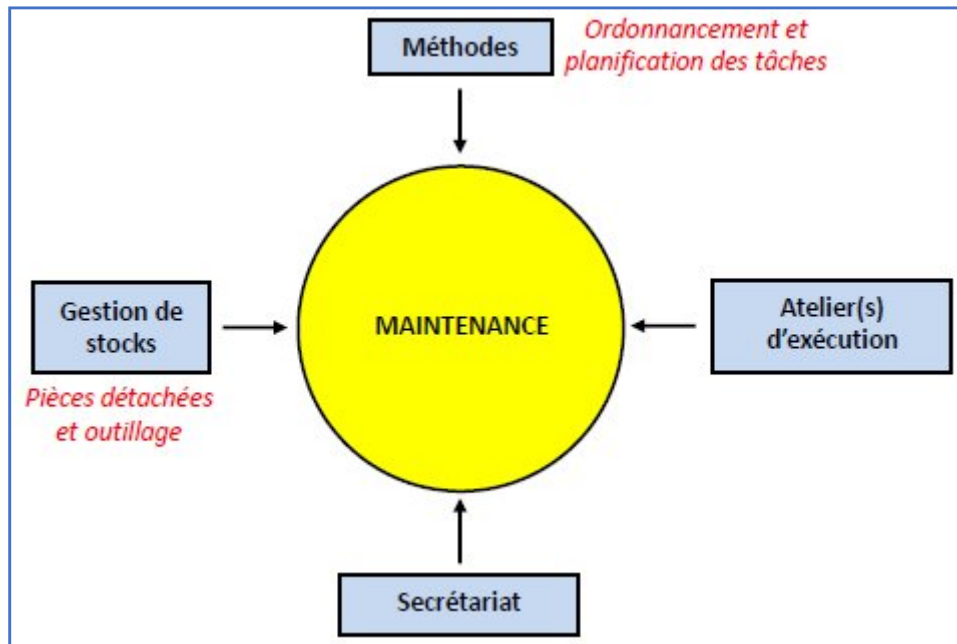 Méthodes
Ordonnancement et
planification des tâches
Gestion de
stocks
Pièces détachées
et outillage
MAINTENANCE
Atelier(s)
d'exécution
Secrétariat